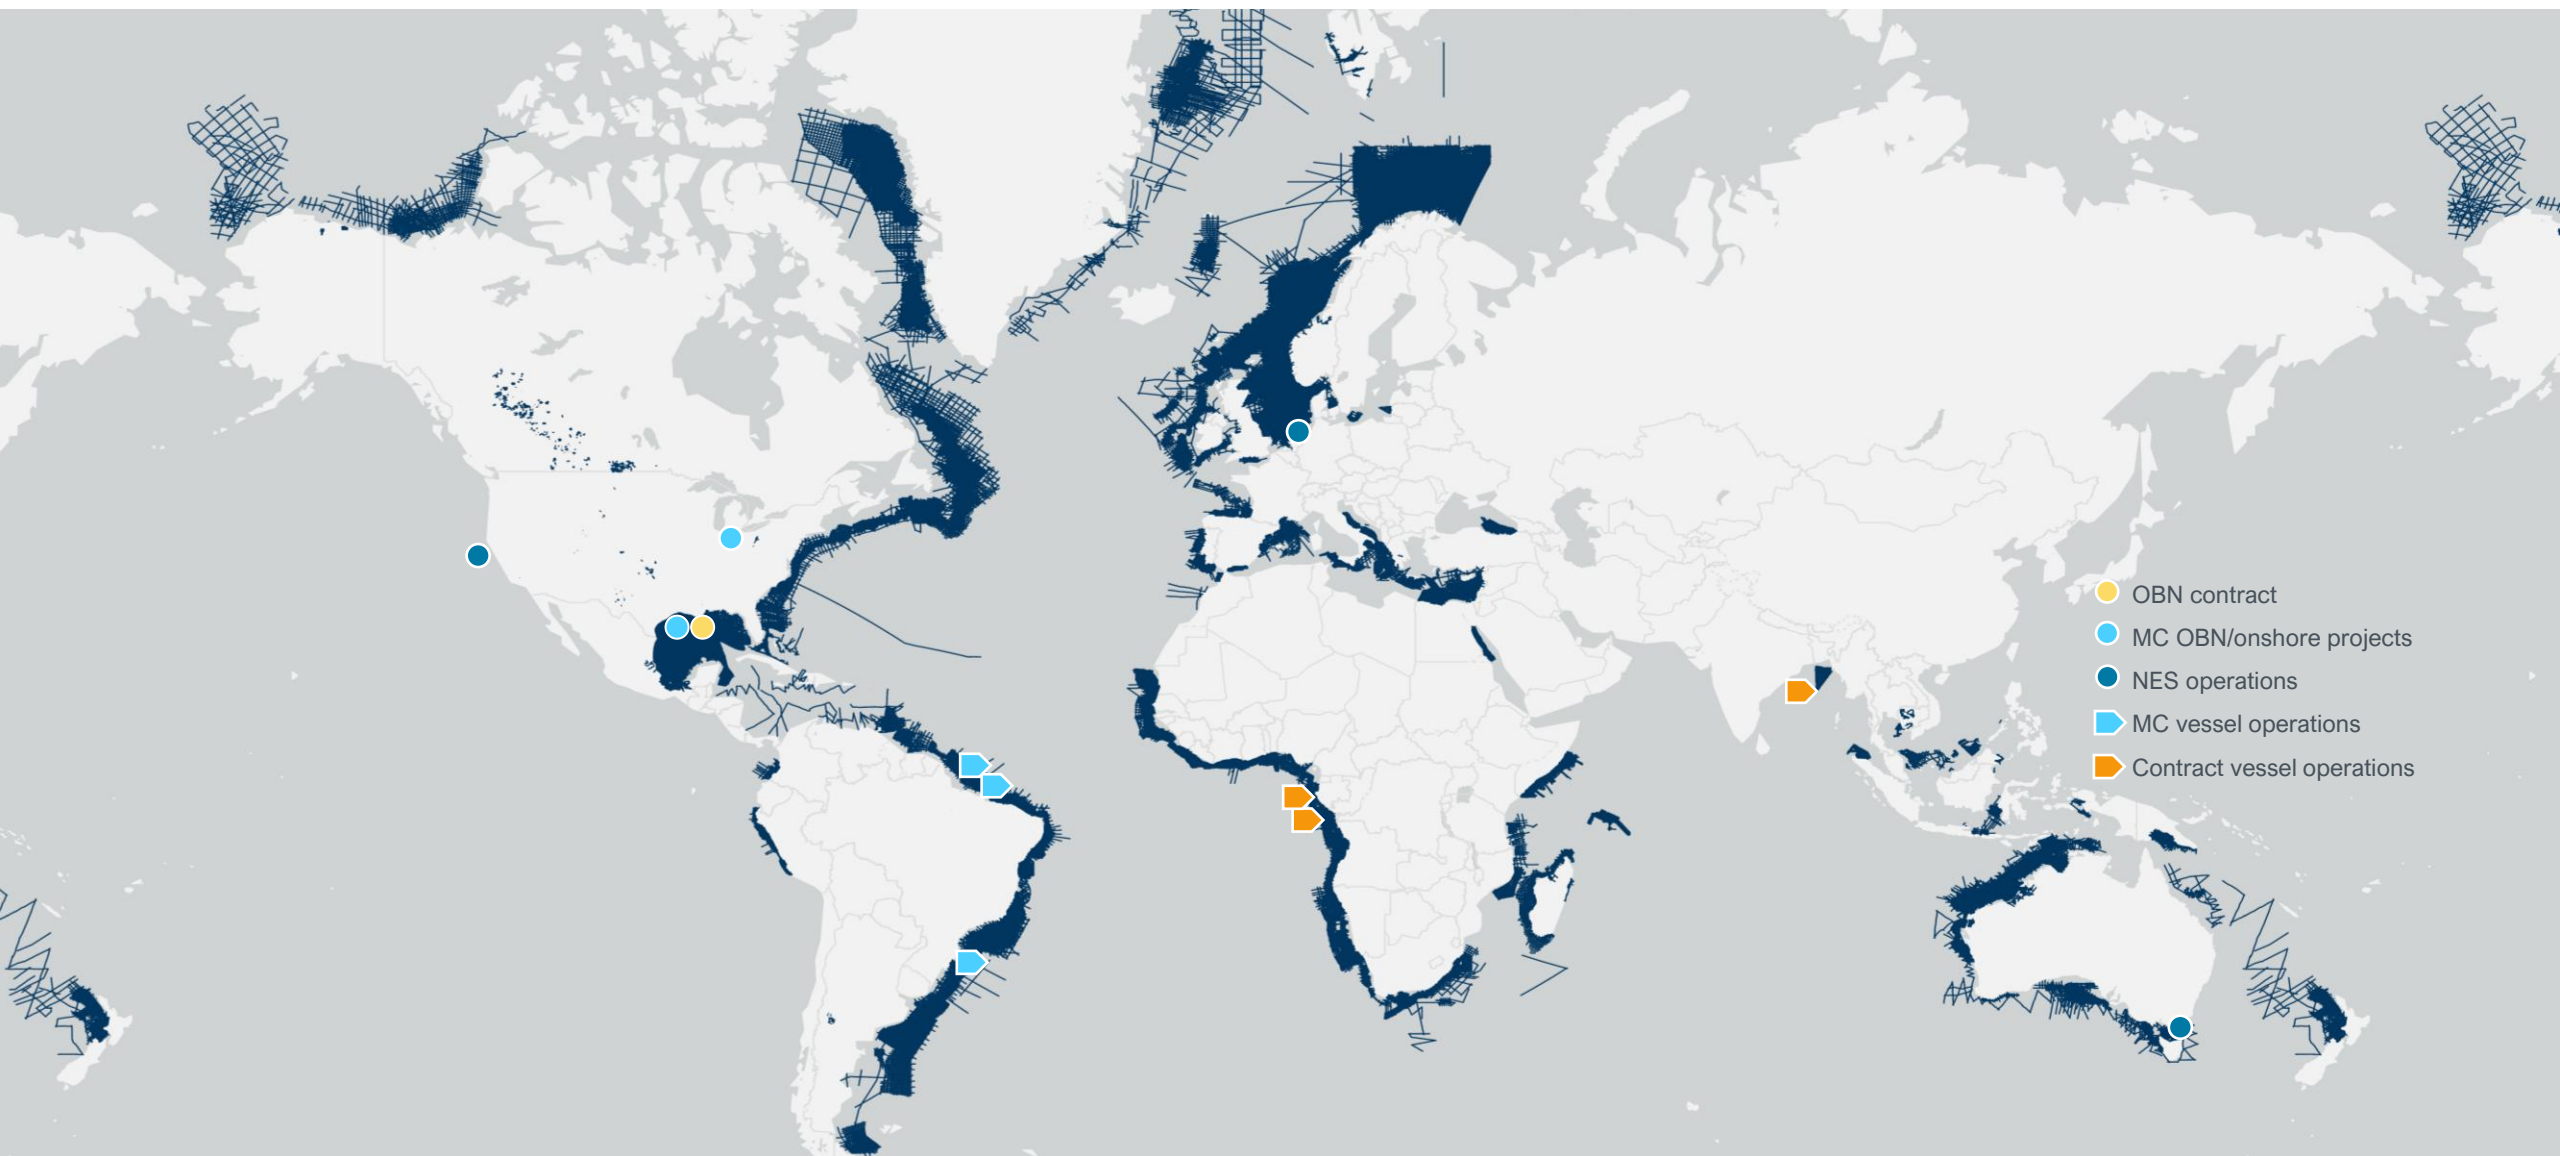 OBN contract
MC OBN/onshore projects
NES operations
MC vessel operations
Contract vessel operations